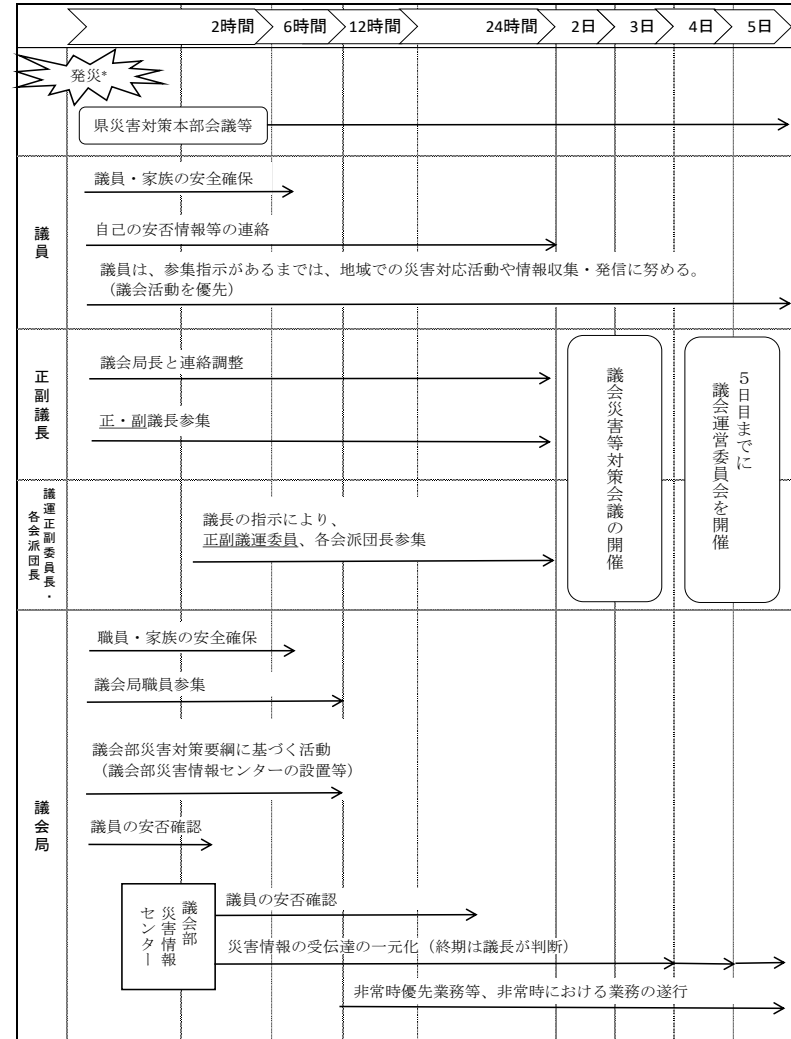 2時間 6時間 12時間 24時間 2日 3日 4日 5日
発災*
県災害対策本部会議等
議員
議員・家族の安全確保
自己の安否情報等の連絡
議員は、参集指示があるまでは、地域での災害対応活動や情報収集・発信に努める。
（議会活動を優先）
正副議長
議会局長と連絡調整
正・副議長参集
議会災害等対策会議の開催
5日目までに
議会運営委員会を開催
議運正副委員長・
各会派団長
議長の指示により、
正副議運委員、各会派団長参集
議会局
職員・家族の安全確保
議会局職員参集
議会部災害対策要綱に基づく活動
（議会部災害情報センターの設置等）
議員の安否確認
議会部
災害情報
センター
議員の安否確認
災害情報の受伝達の一元化（終期は議長が判断）
非常時優先業務等、非常時における業務の遂行